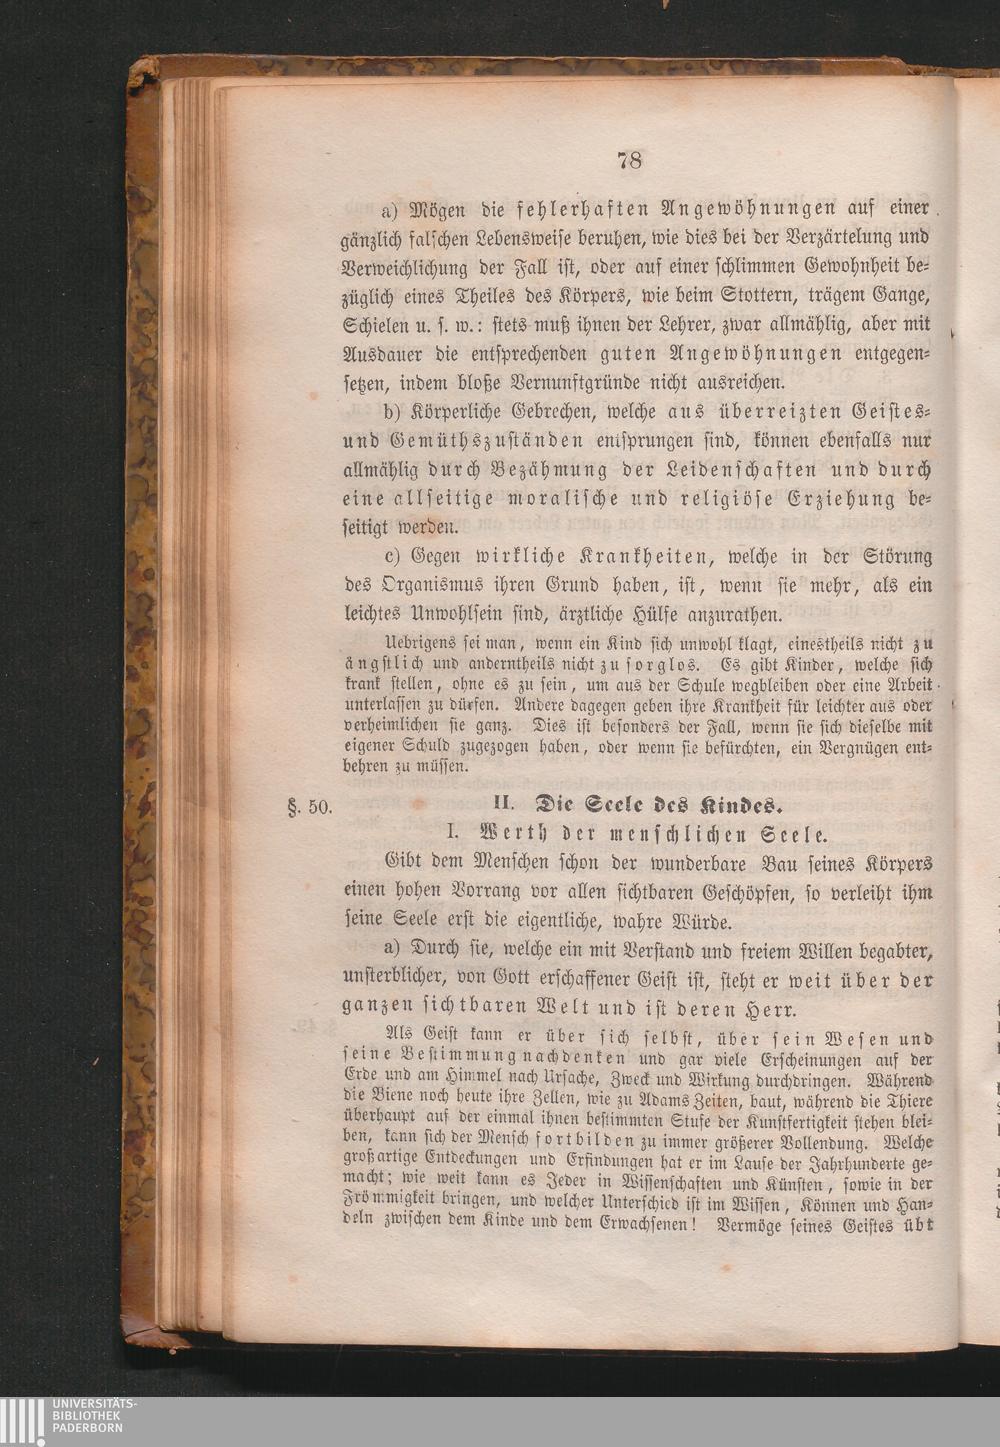 78
a) Mögen die fehlerhaften Angewöhnungen auf einer
gänzlich falschen Lebensweise beruhen, wie dies bei der Verzärtelung und
Verweichlichung der Fall ist, oder auf einer schlimmen Gewohnheit be-
züglich eines Theiles des Körpers, wie beim Stottern, trägem Gange,
Schielen u. s. w.: stets muß ihnen der Lehrer, zwar allmählig, aber mit
Ausdauer die entsprechenden guten Angewöhnungen entgegen-
setzen, indem bloße Vernunftgründe nicht ausreichen.
b) Körperliche Gebrechen, welche aus überreizten Geistes-
und Gemüthszuständen entsprungen sind, können ebenfalls nur
allmählig durch Bezähmung der Leidenschaften und durch
eine allseitige moralische und religiöse Erziehung be-
seitigt werden.
c) Gegen wirkliche Krankheiten, welche in der Störung
des Organismus ihren Grund haben, ist, wenn sie mehr, als ein
leichtes Unwohlsein sind, ärztliche Hülfe anzurathen.
Uebrigens sei man, wenn ein Kind sich unwohl klagt, einestheils nicht zu
ängstlich und anderntheils nicht zu sorglos. Es gibt Kinder, welche sich
krank stellen, ohne es zu sein, um aus der Schule wegbleiben oder eine Arbeit
unterlassen zu dürfen. Andere dagegen geben ihre Krankheit für leichter aus oder
verheimlichen sie ganz. Dies ist besonders der Fall, wenn sie sich dieselbe mit
eigener Schuld zugezogen haben, oder wenn sie befürchten, ein Vergnügen ent-
behren zu müssen.
§. 50. II. Die Seele des Kindes.
I. Werth der menschlichen Seele.
Gibt dem Menschen schon der wunderbare Bau seines Körpers
einen hohen Vorrang vor allen sichtbaren Geschöpfen, so verleiht ihm
seine Seele erst die eigentliche, wahre Würde.
a) Durch sie, welche ein mit Verstand und freiem Willen begabter,
unsterblicher, von Gott erschaffener Geist ist, steht er weit über der
ganzen sichtbaren Welt und ist deren Herr.
Als Geist kann er über sich selbst, über sein Wesen und
seine Bestimmung nachdenken und gar viele Erscheinungen auf der
Erde und am Himmel nach Ursache, Zweck und Wirkung durchdringen. Während
die Biene noch heute ihre Zellen, wie zu Adams Zeiten, baut, während die Thiere
überhaupt auf der einmal ihnen bestimmten Stufe der Kunstfertigkeit stehen blei-
ben, kann sich der Mensch fortbilden zu immer größerer Vollendung. Welche
großartige Entdeckungen und Erfindungen hat er im Laufe der Jahrhunderte ge-
macht; wie weit kann es Jeder in Wissenschaften und Künsten, sowie in der
Frömmigkeit bringen, und welcher Unterschied ist im Wissen, Können und Han-
deln zwischen dem Kinde und dem Erwachsenen! Vermöge seines Geistes übt
UNIVERSITÄTS-
BIBLIOTHEK
PADERBORN